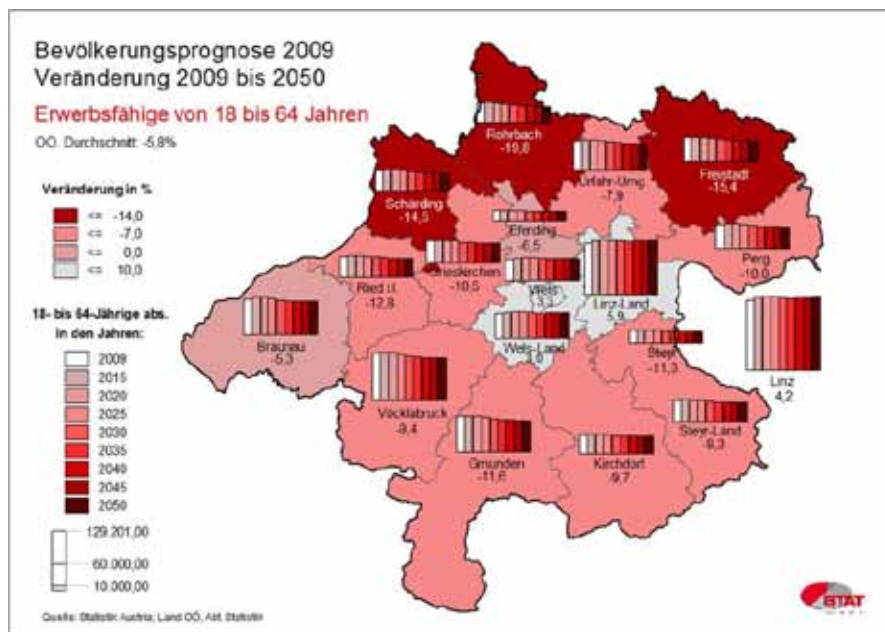 Bevölkerungsprognose 2009
Veränderung 2009 bis 2050
Erwerbsfähige von 18 bis 64 Jahren
OÖ. Durchschnitt: -5,8%
Veränderung in %
<= -14,0
<= -7,0
<= 0,0
<= 10,0
18- bis 64-Jährige abs.
in den Jahren:
2009
2015
2020
2025
2030
2035
2040
2045
2050
129.201,00
60.000,00
10.000,00
Rohrbach
-19,8
Urfahr-Umg.
-7,9
Freistadt
-15,4
Schärding
-14,5
Eferding
-6,5
Perg
-10,0
Ried i.I.
-12,8
Grieskirchen
-10,5
Wels
Linz-Land
5,9
Braunau
-5,3
Wels-Land
Steyr
-11,3
Linz
4,2
Vöcklabruck
-9,4
Gmunden
-11,6
Kirchdorf
-9,7
Steyr-Land
-8,3
Quelle: Statistik Austria; Land OÖ, Abt. Statistik
STAT